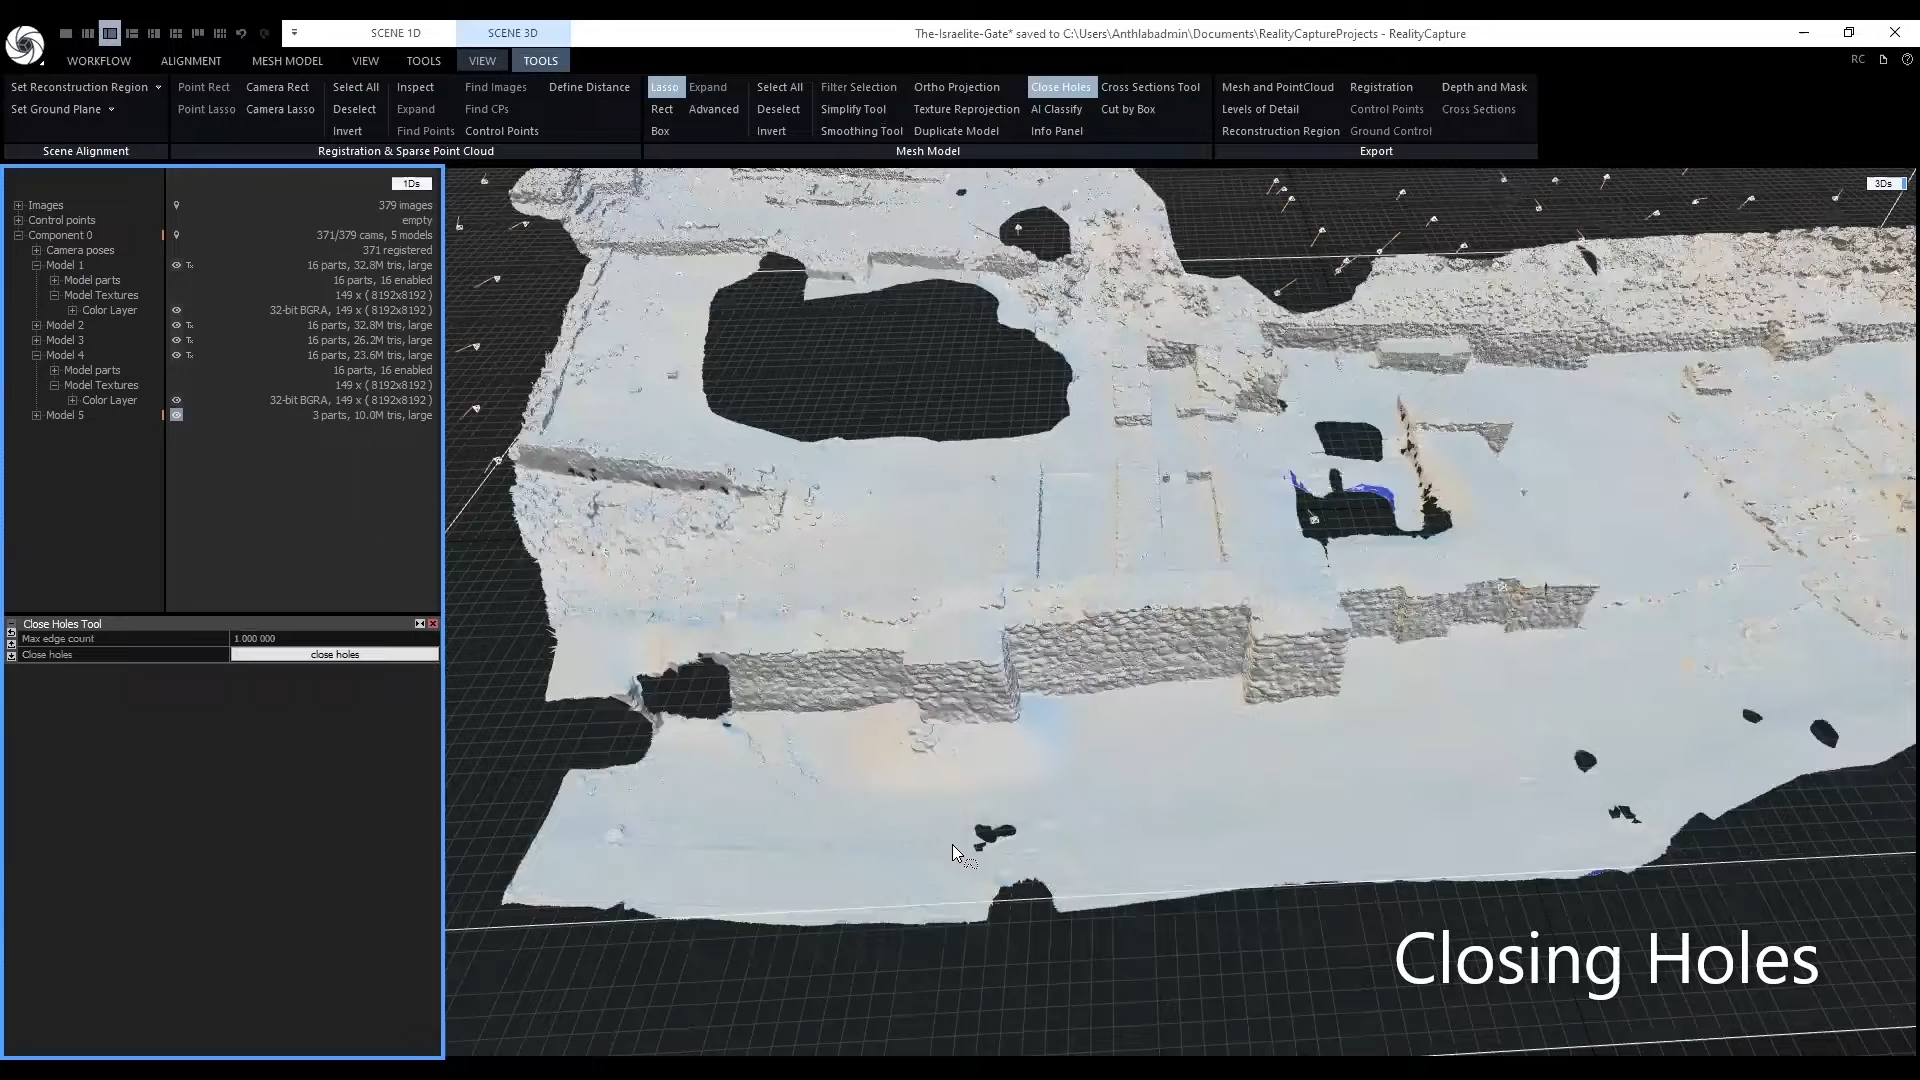 SCENE 1D SCENE 3D The-Israelite-Gate* saved to C:\Users\Anthlabadmin\Documents\RealityCaptureProjects - RealityCapture
WORKFLOW ALIGNMENT MESH MODEL VIEW TOOLS VIEW TOOLS RC
Set Reconstruction Region Point Rect Camera Rect Select All Inspect Find Images Define Distance Lasso Expand Select All Filter Selection Ortho Projection Close Holes Cross Sections Tool Mesh and PointCloud Registration Depth and Mask
Set Ground Plane Point Lasso Camera Lasso Deselect Expand Find CPs Rect Advanced Deselect Simplify Tool Texture Reprojection AI Classify Cut by Box Levels of Detail Control Points Cross Sections
Invert Find Points Control Points Box Invert Smoothing Tool Duplicate Model Info Panel Reconstruction Region Ground Control
Scene Alignment Registration & Sparse Point Cloud Mesh Model Export
1Ds 3Ds
Images 379 images
Control points empty
Component 0 371/379 cams, 5 models
Camera poses 371 registered
Model 1 Tx 16 parts, 32.8M tris, large
Model parts 16 parts, 16 enabled
Model Textures 149 x ( 8192x8192 )
Color Layer 32-bit BGRA, 149 x ( 8192x8192 )
Model 2 Tx 16 parts, 32.8M tris, large
Model 3 Tx 16 parts, 26.2M tris, large
Model 4 Tx 16 parts, 23.6M tris, large
Model parts 16 parts, 16 enabled
Model Textures 149 x ( 8192x8192 )
Color Layer 32-bit BGRA, 149 x ( 8192x8192 )
Model 5 3 parts, 10.0M tris, large
Close Holes Tool
Max edge count 1.000 000
Close holes close holes
Closing Holes